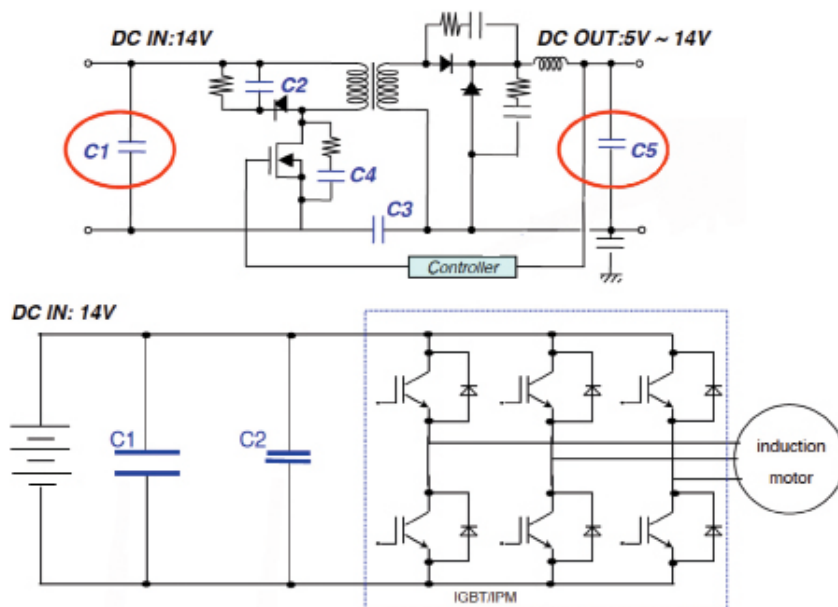 DC IN:14V
DC OUT:5V ~ 14V
C2
C1
C5
C4
C3
Controller
DC IN: 14V
C1
C2
induction
motor
IGBT/IPM